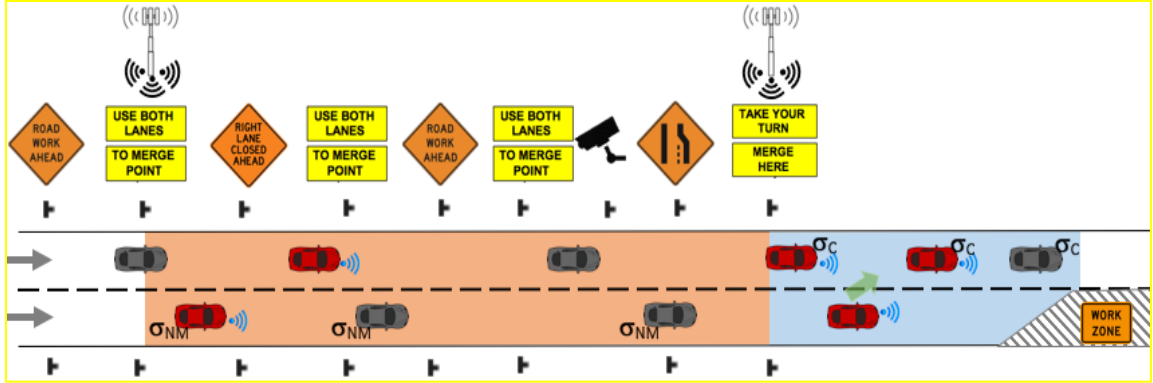 ROAD
WORK
AHEAD
USE BOTH
LANES
TO MERGE
POINT
RIGHT
LANE
CLOSED
AHEAD
USE BOTH
LANES
TO MERGE
POINT
ROAD
WORK
AHEAD
USE BOTH
LANES
TO MERGE
POINT
TAKE YOUR
TURN
MERGE
HERE
σC
σC
σC
σNM
σNM
σNM
WORK
ZONE